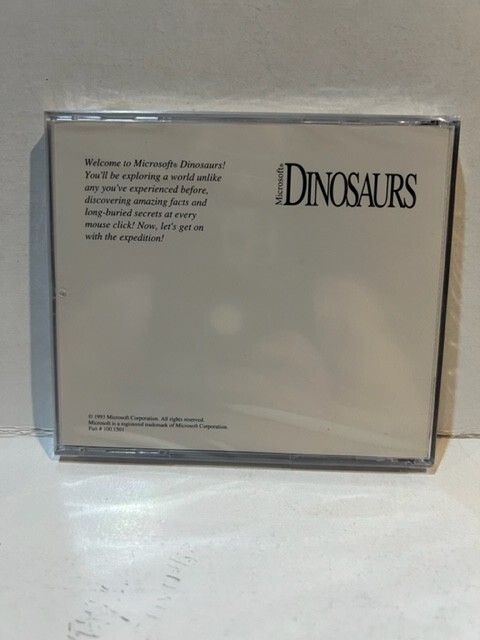 Welcome to Microsoft® Dinosaurs!
You'll be exploring a world unlike
any you've experienced before,
discovering amazing facts and
long-buried secrets at every
mouse click! Now, let's get on
with the expedition!
Microsoft®
DINOSAURS
© 1993 Microsoft Corporation. All rights reserved.
Microsoft is a registered trademark of Microsoft Corporation.
Part #